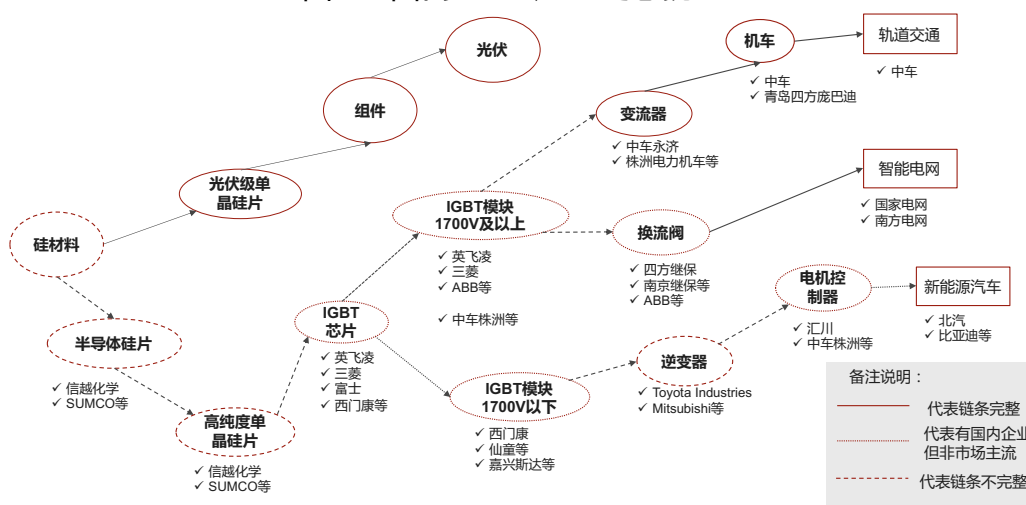 光伏
机车
轨道交通
✓ 中车
✓ 青岛四方庞巴迪
✓ 中车
组件
变流器
✓ 中车永济
✓ 株洲电力机车等
光伏级单
晶硅片
IGBT模块
1700V及以上
✓ 英飞凌
✓ 三菱
✓ ABB等
✓ 中车株洲等
换流阀
✓ 四方继保
✓ 南京继保等
✓ ABB等
智能电网
✓ 国家电网
✓ 南方电网
硅材料
半导体硅片
✓ 信越化学
✓ SUMCO等
高纯度单
晶硅片
✓ 信越化学
✓ SUMCO等
IGBT
芯片
✓ 英飞凌
✓ 三菱
✓ 富士
✓ 西门康等
IGBT模块
1700V以下
✓ 西门康
✓ 仙童等
✓ 嘉兴斯达等
逆变器
✓ Toyota Industries
✓ Mitsubishi等
电机控
制器
✓ 汇川
✓ 中车株洲等
新能源汽车
✓ 北汽
✓ 比亚迪等
备注说明：
代表链条完整
代表有国内企业
但非市场主流
代表链条不完整